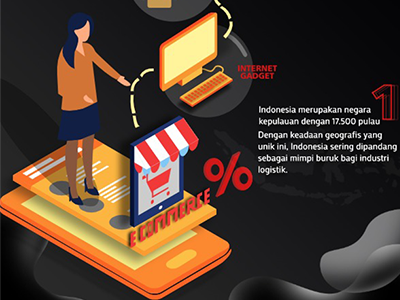 INTERNET
GADGET
1
Indonesia merupakan negara
kepulauan dengan 17.500 pulau
Dengan keadaan geografis yang
unik ini, Indonesia sering dipandang
sebagai mimpi buruk bagi industri
logistik.
%
E COMMERCE